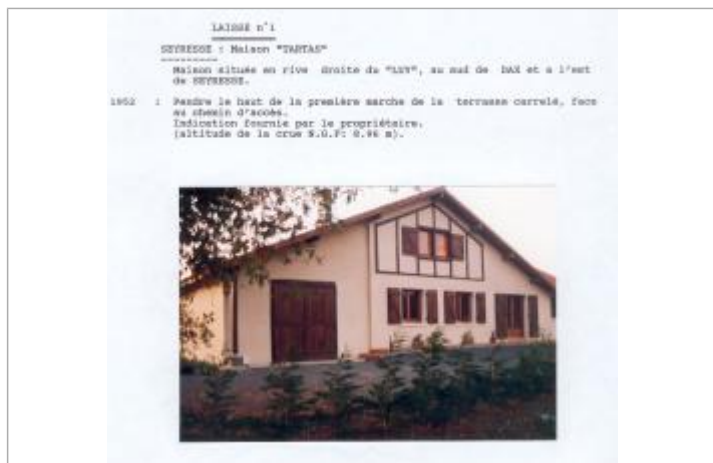 LAISSE n°1
SEYRESSE : Maison "TARTAS"
Maison située en rive droite du "LUY", au sud de DAX et a l'est
de SEYRESSE.
1952 : Pendre le haut de la première marche de la terrasse carrelé, face
au chemin d'accès.
Indication fournie par le propriétaire.
(altitude de la crue N.G.F: 8.96 m).